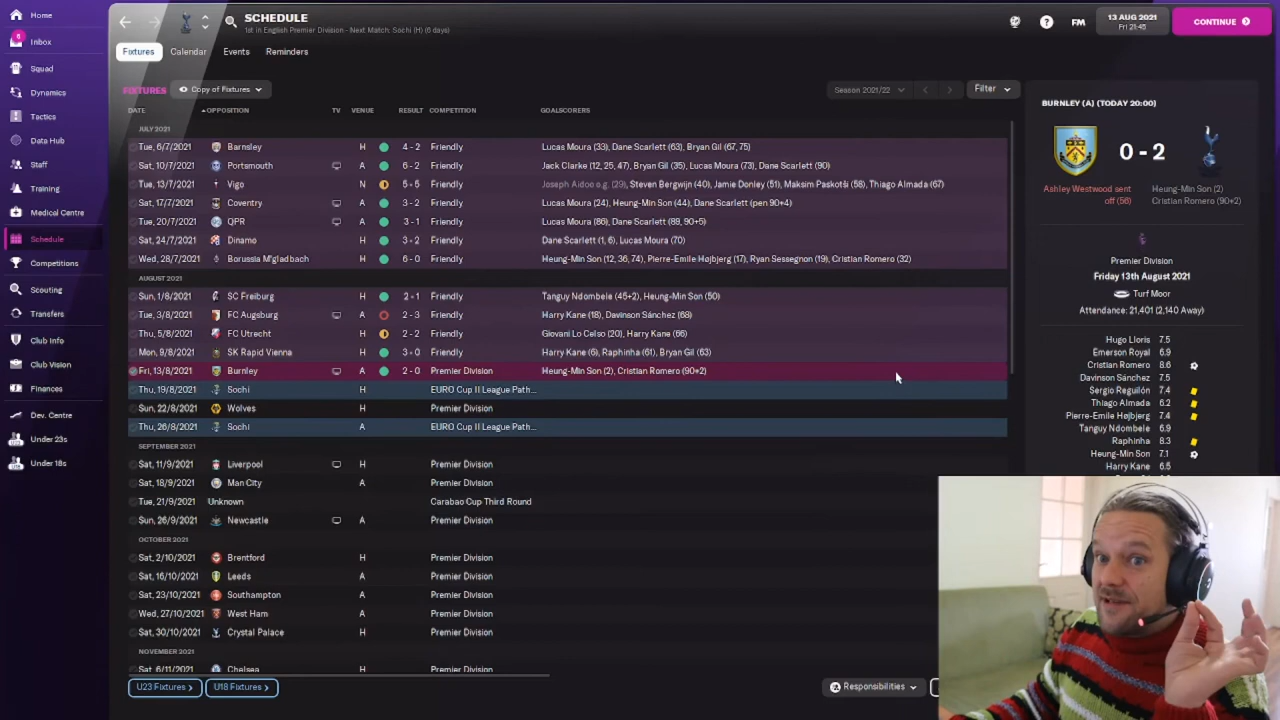 Home
6
Inbox
Squad
Dynamics
Tactics
Data Hub
Staff
Training
Medical Centre
Schedule
Competitions
Scouting
Transfers
Club Info
Club Vision
Finances
Dev. Centre
Under 23s
Under 18s
SCHEDULE
1st in English Premier Division - Next Match: Sochi (H) (6 days)
? FM 13 AUG 2021 Fri 21:45 CONTINUE
Fixtures Calendar Events Reminders
FIXTURES Copy of Fixtures Season 2021/22 Filter
DATE OPPOSITION TV VENUE RESULT COMPETITION GOALSCORERS
JULY 2021
Tue, 6/7/2021 Barnsley H 4 - 2 Friendly Lucas Moura (33), Dane Scarlett (63), Bryan Gil (67, 75)
Sat, 10/7/2021 Portsmouth H 6 - 2 Friendly Jack Clarke (12, 25, 47), Bryan Gil (35), Lucas Moura (73), Dane Scarlett (90)
Tue, 13/7/2021 Vigo N 5 - 5 Friendly Joseph Aidoo o.g. (29), Steven Bergwijn (40), Jamie Donley (51), Maksim Paskotši (58), Thiago Almada (67)
Sat, 17/7/2021 Coventry A 3 - 2 Friendly Lucas Moura (24), Heung-Min Son (44), Dane Scarlett (pen 90+4)
Tue, 20/7/2021 QPR A 3 - 1 Friendly Lucas Moura (86), Dane Scarlett (89, 90+5)
Sat, 24/7/2021 Dinamo H 3 - 2 Friendly Dane Scarlett (1, 6), Lucas Moura (70)
Wed, 28/7/2021 Borussia M'gladbach H 6 - 0 Friendly Heung-Min Son (12, 36, 74), Pierre-Emile Højbjerg (17), Ryan Sessegnon (19), Cristian Romero (32)
AUGUST 2021
Sun, 1/8/2021 SC Freiburg H 2 - 1 Friendly Tanguy Ndombele (45+2), Heung-Min Son (50)
Tue, 3/8/2021 FC Augsburg A 2 - 3 Friendly Harry Kane (18), Davinson Sánchez (68)
Thu, 5/8/2021 FC Utrecht H 2 - 2 Friendly Giovani Lo Celso (20), Harry Kane (66)
Mon, 9/8/2021 SK Rapid Vienna H 3 - 0 Friendly Harry Kane (6), Raphinha (61), Bryan Gil (63)
Fri, 13/8/2021 Burnley A 2 - 0 Premier Division Heung-Min Son (2), Cristian Romero (90+2)
Thu, 19/8/2021 Sochi H EURO Cup II League Path...
Sun, 22/8/2021 Wolves A Premier Division
Thu, 26/8/2021 Sochi A EURO Cup II League Path...
SEPTEMBER 2021
Sat, 11/9/2021 Liverpool H Premier Division
Sat, 18/9/2021 Man City H Premier Division
Tue, 21/9/2021 Unknown Carabao Cup Third Round
Sun, 26/9/2021 Newcastle A Premier Division
OCTOBER 2021
Sat, 2/10/2021 Brentford H Premier Division
Sat, 16/10/2021 Leeds A Premier Division
Sat, 23/10/2021 Southampton A Premier Division
Wed, 27/10/2021 West Ham A Premier Division
Sat, 30/10/2021 Crystal Palace H Premier Division
NOVEMBER 2021
Sat, 6/11/2021 Chelsea H Premier Division
U23 Fixtures U18 Fixtures Responsibilities
BURNLEY (A) (TODAY 20:00)
0 - 2
Ashley Westwood sent off (56)
Heung-Min Son (2)
Cristian Romero (90+2)
Premier Division
Friday 13th August 2021
Turf Moor
Attendance: 21,401 (2,140 Away)
Hugo Lloris 7.5
Emerson Royal 6.9
Cristian Romero 8.6
Davinson Sánchez 7.5
Sergio Reguilón 7.4
Thiago Almada 6.2
Pierre-Emile Højbjerg 7.4
Tanguy Ndombele 6.9
Raphinha 8.3
Heung-Min Son 7.1
Harry Kane 6.5